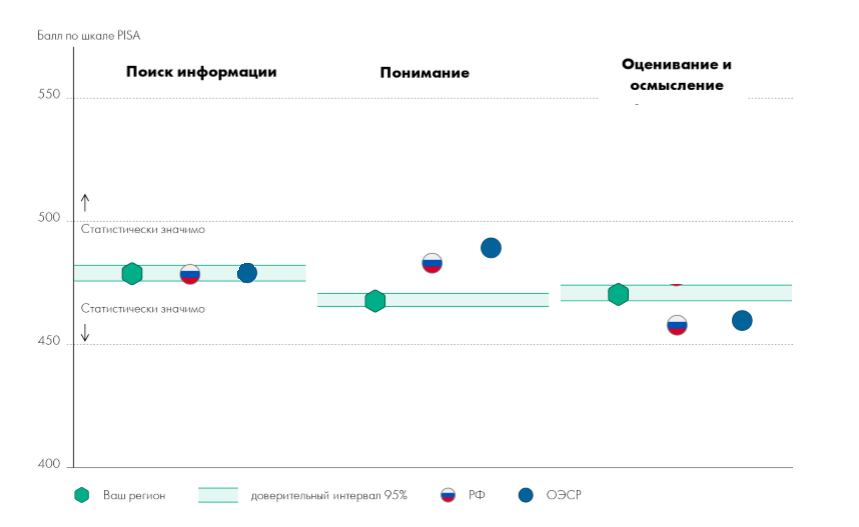 Балл по шкале PISA
Поиск информации
Понимание
Оценивание и
осмысление
550
500
Статистически значимо
Статистически значимо
450
400
Ваш регион
доверительный интервал 95%
РФ
ОЭСР